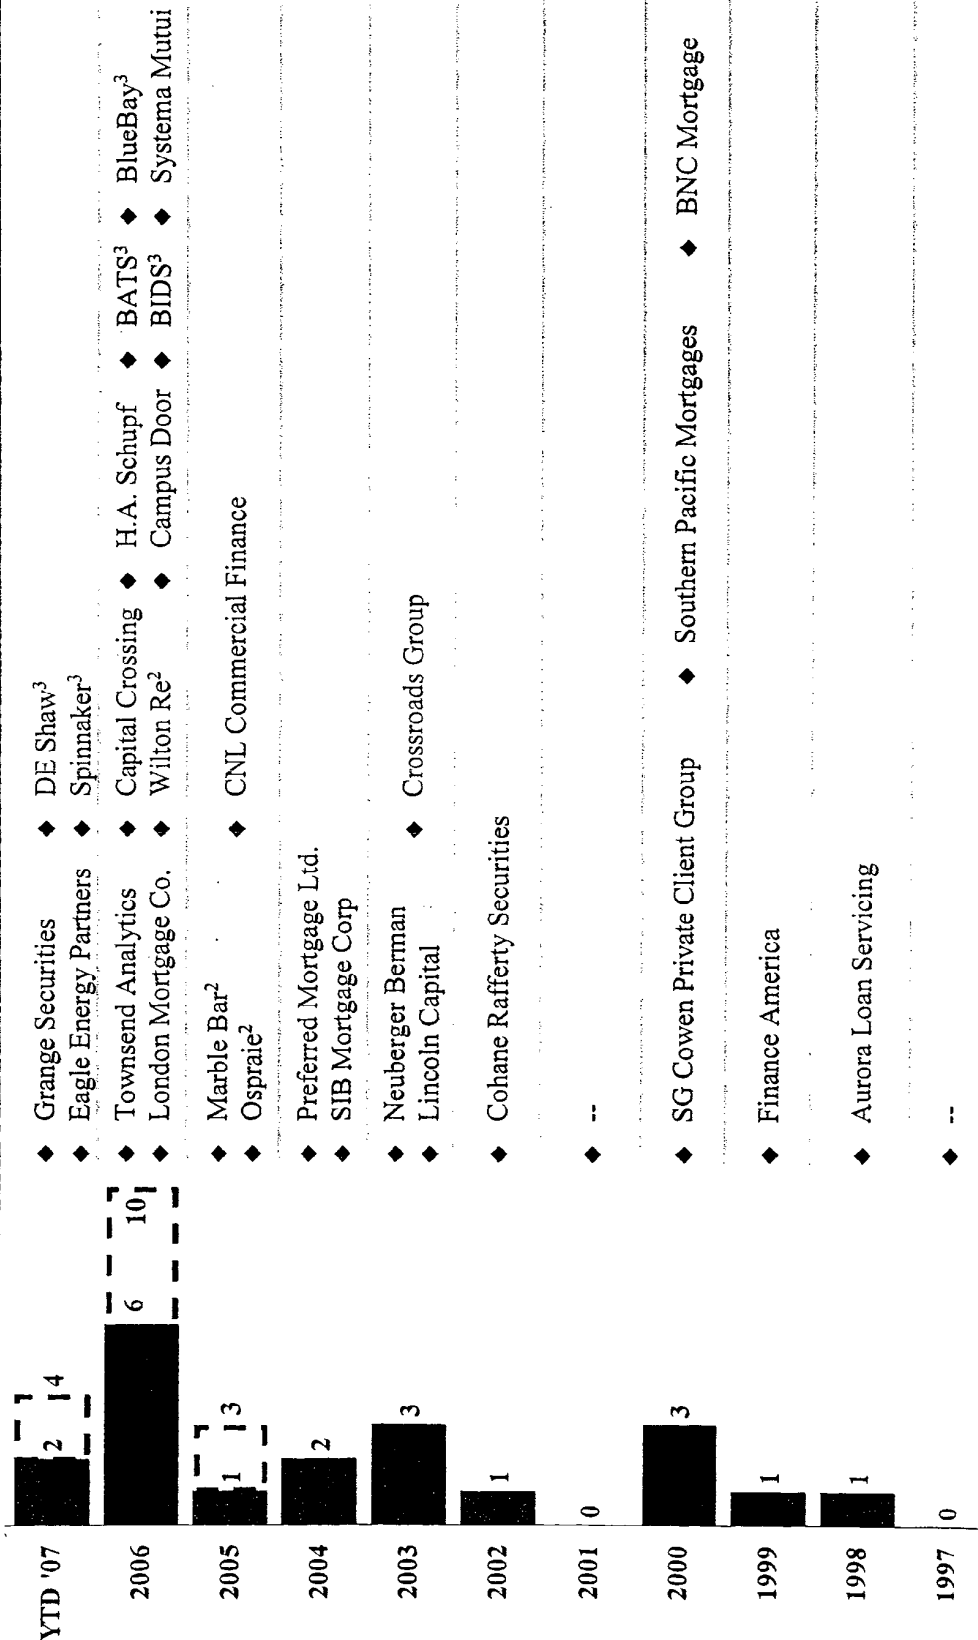 YTD '07 2 4 ◆ Grange Securities ◆ DE Shaw³
◆ Eagle Energy Partners ◆ Spinnaker³
2006 6 10 ◆ Townsend Analytics ◆ Capital Crossing ◆ H.A. Schupf ◆ BATS³ ◆ BlueBay³
◆ London Mortgage Co. ◆ Wilton Re² ◆ Campus Door ◆ BIDS³ ◆ Systema Mutui
2005 1 3 ◆ Marble Bar² ◆ CNL Commercial Finance
◆ Ospraie²
2004 2 ◆ Preferred Mortgage Ltd.
◆ SIB Mortgage Corp
2003 3 ◆ Neuberger Berman ◆ Crossroads Group
◆ Lincoln Capital
2002 1 ◆ Cohane Rafferty Securities
2001 0 ◆ --
2000 3 ◆ SG Cowen Private Client Group ◆ Southern Pacific Mortgages ◆ BNC Mortgage
1999 1 ◆ Finance America
1998 1 ◆ Aurora Loan Servicing
1997 0 ◆ --